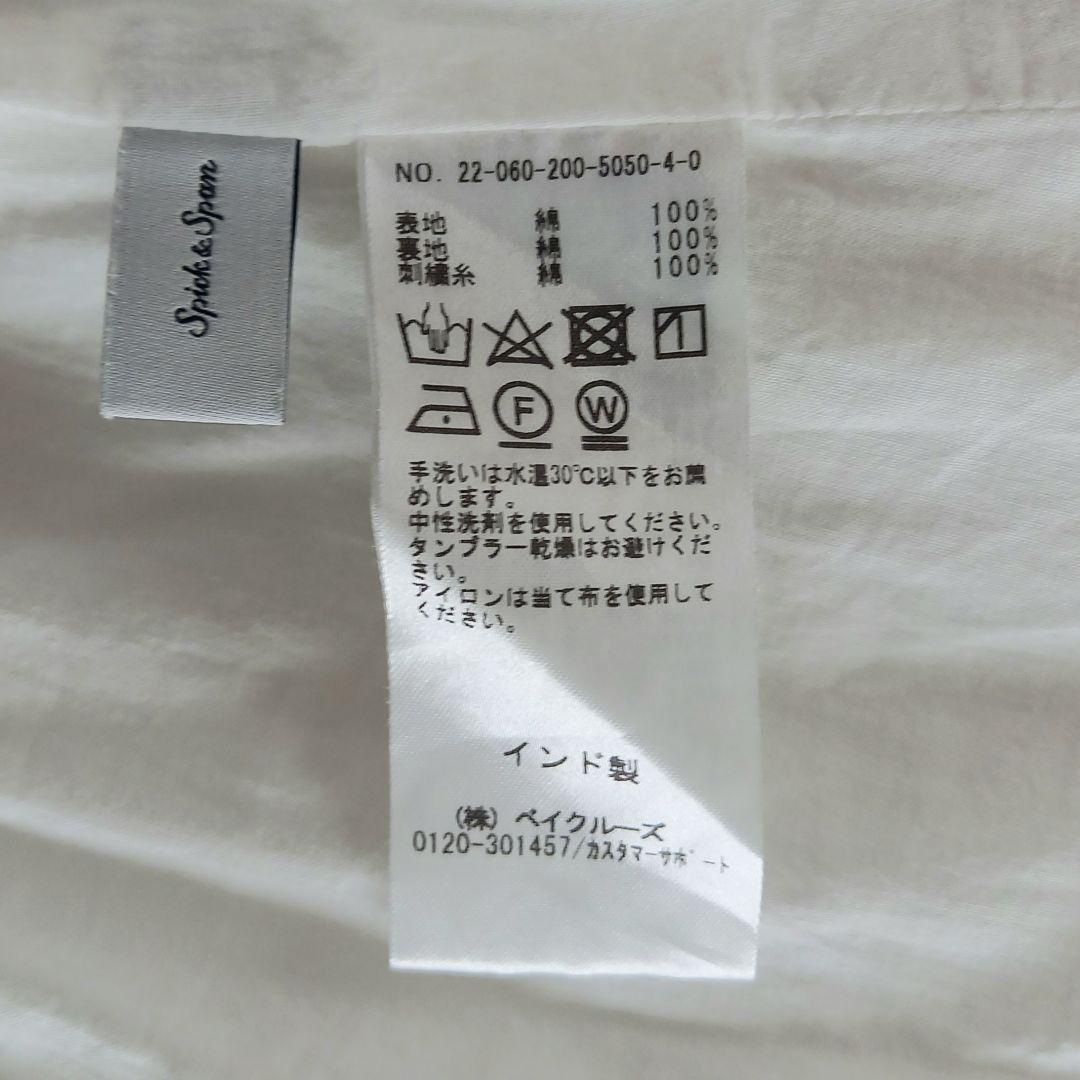 Spick & Span
NO. 22-060-200-5050-4-0
表地 綿 100%
裏地 綿 100%
刺繍糸 綿 100%
F W
手洗いは水温30℃以下をお薦
めします。
中性洗剤を使用してください。
タンブラー乾燥はお避けくだ
さい。
アイロンは当て布を使用して
ください。
インド製
(株) ベイクルーズ
0120-301457/カスタマーサポート